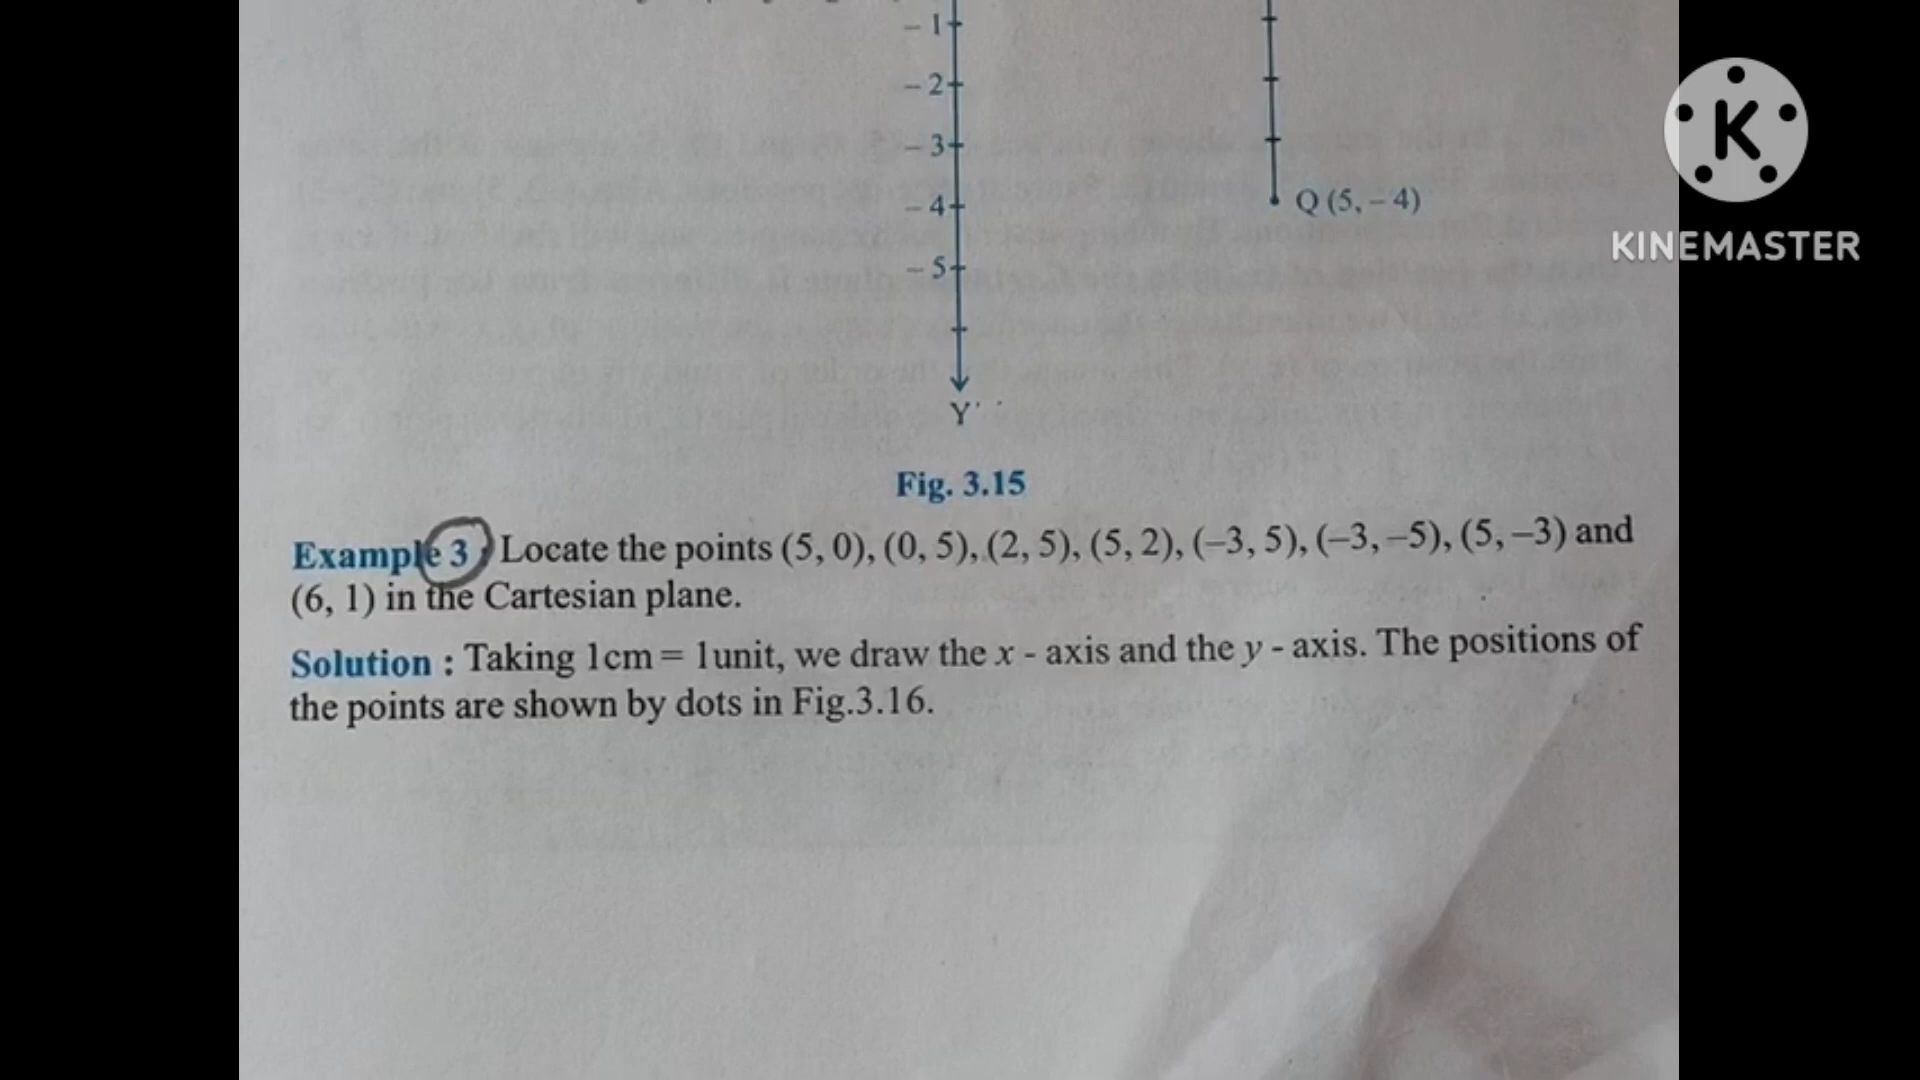 – 1
– 2
– 3
– 4
Q (5, – 4)
– 5
Y'
Fig. 3.15
Example 3 : Locate the points (5, 0), (0, 5), (2, 5), (5, 2), (–3, 5), (–3, –5), (5, –3) and
(6, 1) in the Cartesian plane.
Solution : Taking 1cm = 1unit, we draw the x - axis and the y - axis. The positions of
the points are shown by dots in Fig.3.16.
K
KINEMASTER